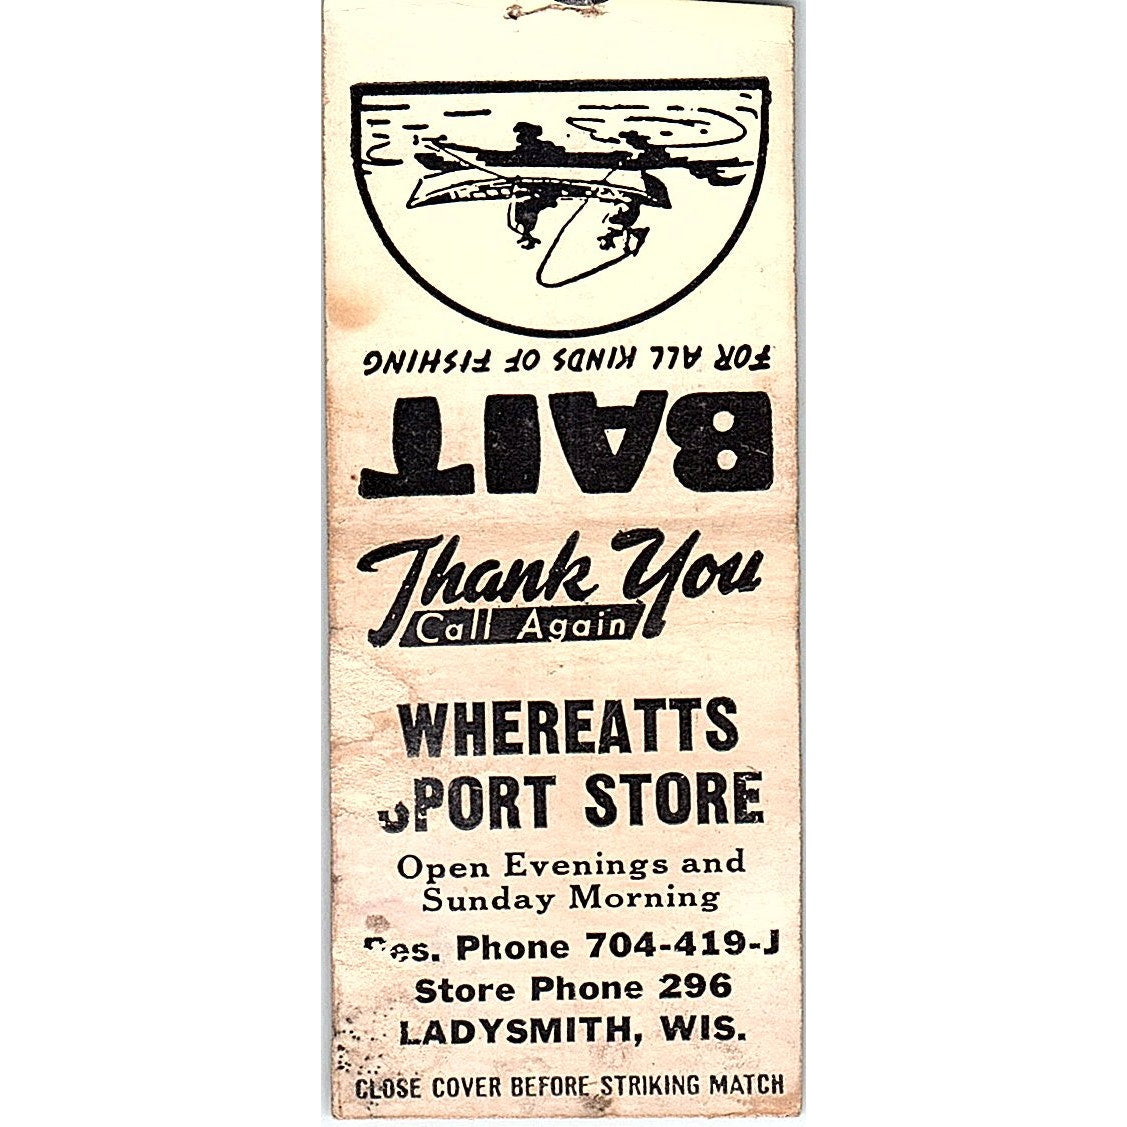 BAIT
FOR ALL KINDS OF FISHING
Thank You
Call Again
WHEREATTS
SPORT STORE
Open Evenings and
Sunday Morning
Res. Phone 704-419-J
Store Phone 296
LADYSMITH, WIS.
CLOSE COVER BEFORE STRIKING MATCH